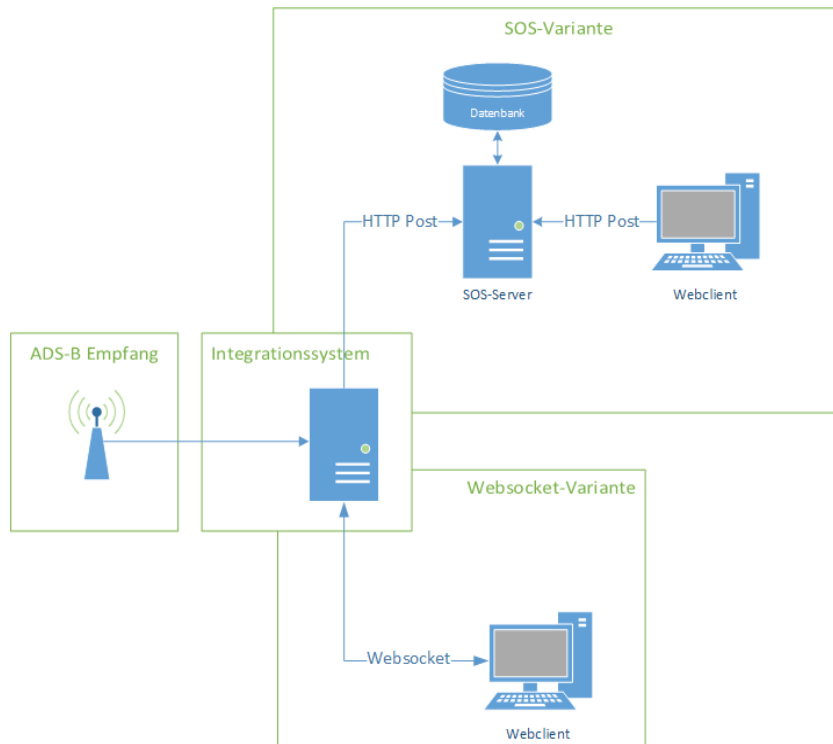 SOS-Variante
Datenbank
HTTP Post
HTTP Post
SOS-Server
Webclient
ADS-B Empfang
Integrationssystem
Websocket-Variante
Websocket
Webclient